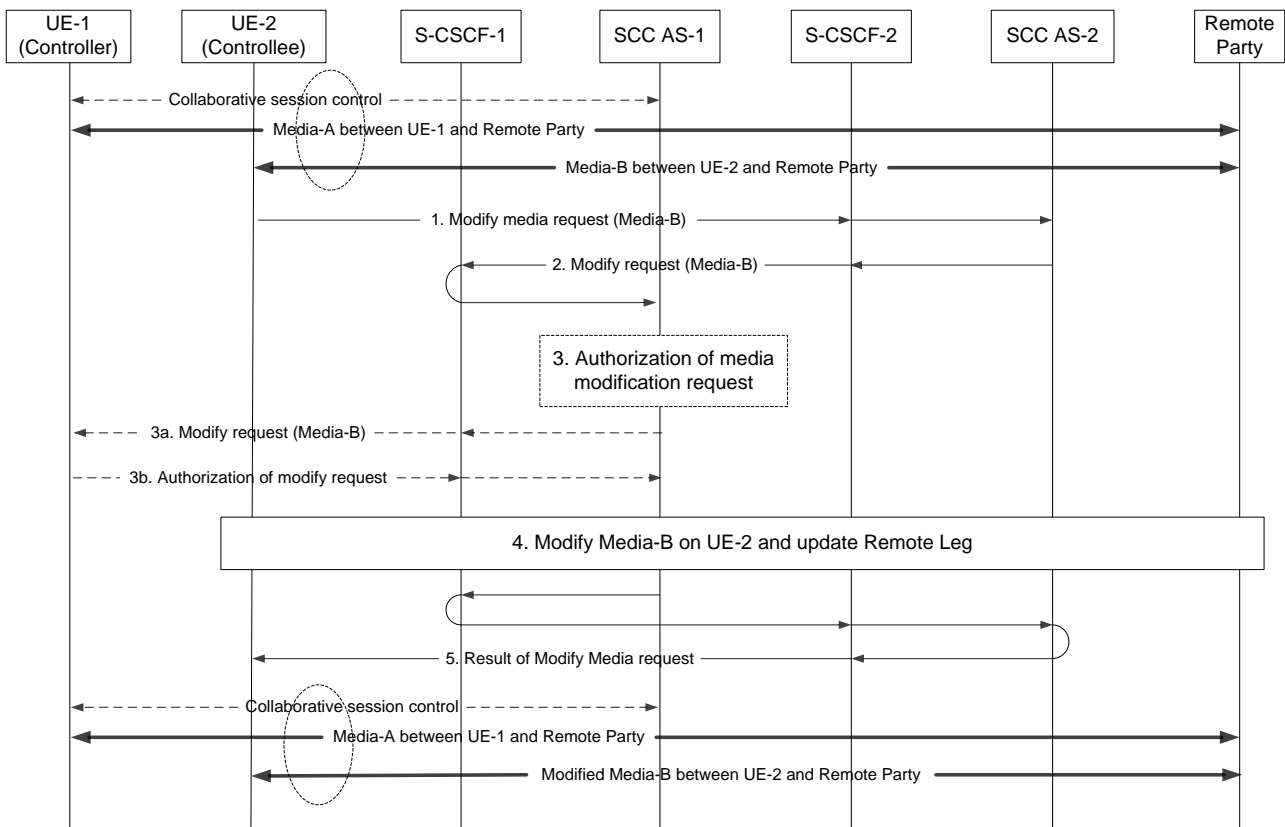 UE-1
(Controller)
UE-2
(Controllee)
S-CSCF-1
SCC AS-1
S-CSCF-2
SCC AS-2
Remote
Party
Collaborative session control
Media-A between UE-1 and Remote Party
Media-B between UE-2 and Remote Party
1. Modify media request (Media-B)
2. Modify request (Media-B)
3. Authorization of media
modification request
3a. Modify request (Media-B)
3b. Authorization of modify request
4. Modify Media-B on UE-2 and update Remote Leg
5. Result of Modify Media request
Collaborative session control
Media-A between UE-1 and Remote Party
Modified Media-B between UE-2 and Remote Party